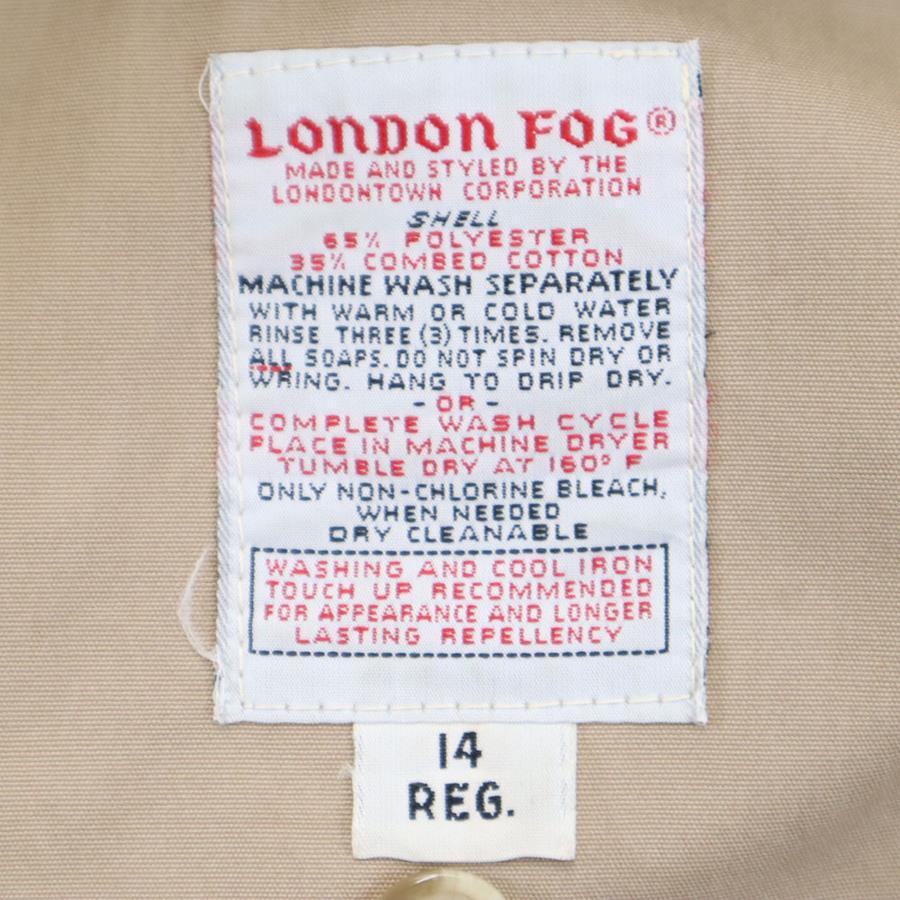 LONDON FOG®
MADE AND STYLED BY THE
LONDONTOWN CORPORATION
SHELL
65% POLYESTER
35% COMBED COTTON
MACHINE WASH SEPARATELY
WITH WARM OR COLD WATER
RINSE THREE (3) TIMES. REMOVE
ALL SOAPS. DO NOT SPIN DRY OR
WRING. HANG TO DRIP DRY.
- OR -
COMPLETE WASH CYCLE
PLACE IN MACHINE DRYER
TUMBLE DRY AT 160° F
ONLY NON-CHLORINE BLEACH,
WHEN NEEDED
DRY CLEANABLE
WASHING AND COOL IRON
TOUCH UP RECOMMENDED
FOR APPEARANCE AND LONGER
LASTING REPELLENCY
14
REG.